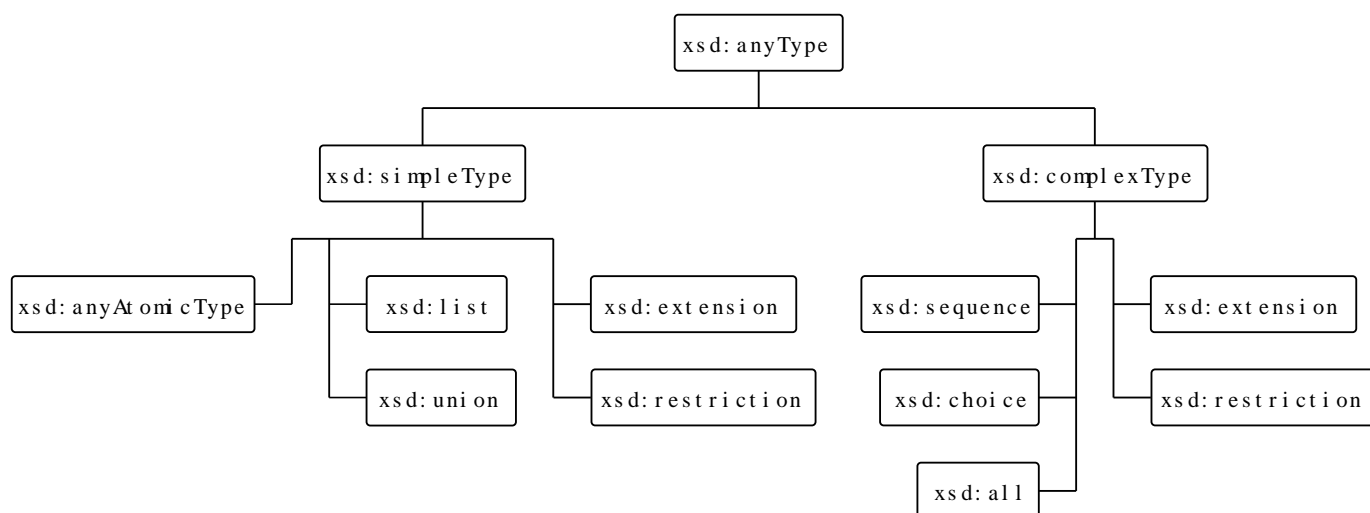 xsd:anyType
xsd:simpleType
xsd:complexType
xsd:anyAtomicType
xsd:list
xsd:extension
xsd:sequence
xsd:extension
xsd:union
xsd:restriction
xsd:choice
xsd:restriction
xsd:all